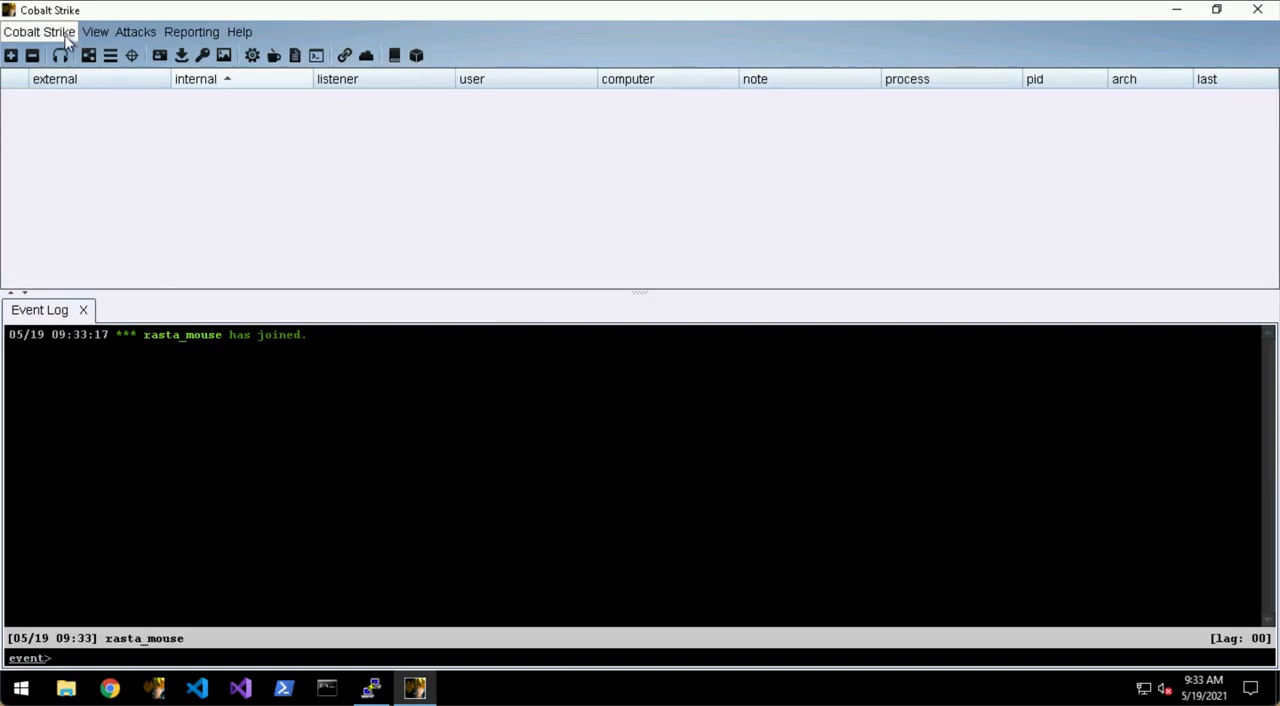 Cobalt Strike
Cobalt Strike View Attacks Reporting Help
external internal listener user computer note process pid arch last
Event Log X
05/19 09:33:17 *** rasta_mouse has joined.
[05/19 09:33] rasta_mouse [lag: 00]
event>
9:33 AM
5/19/2021